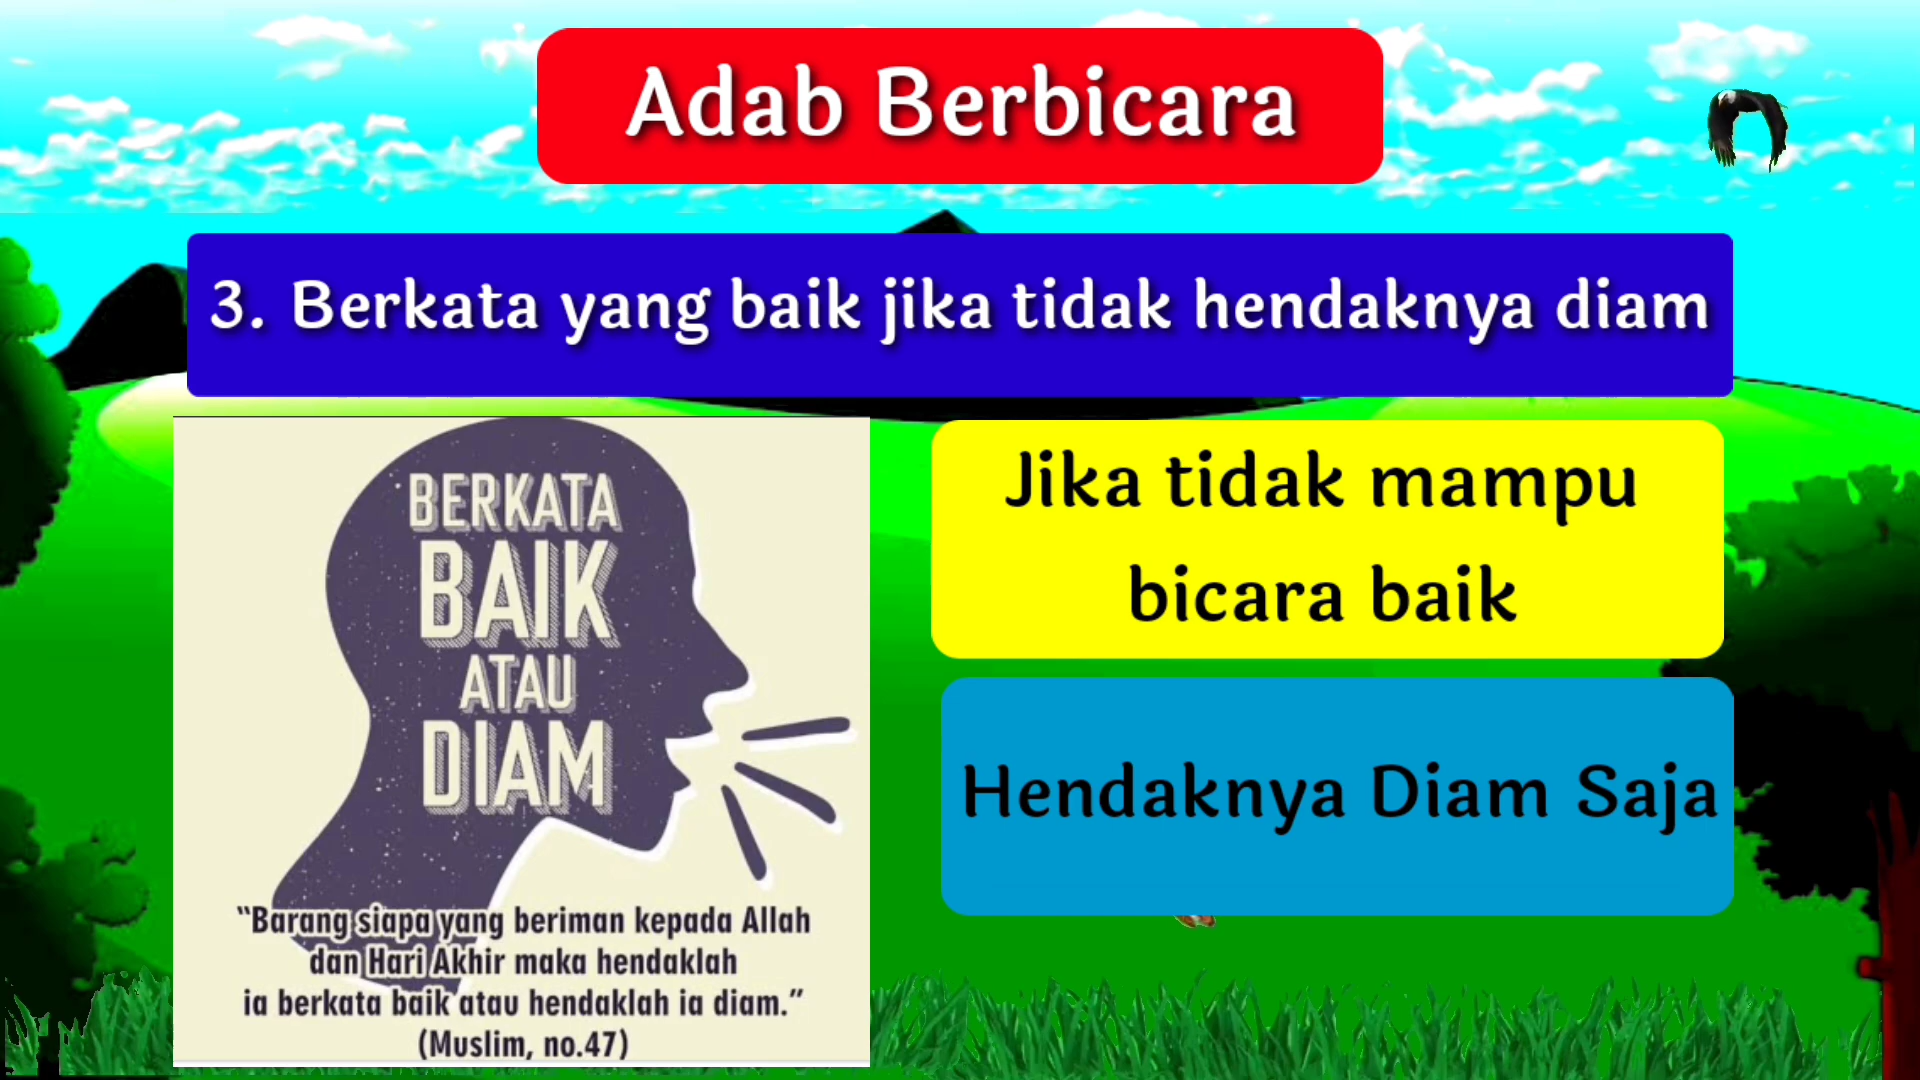 Adab Berbicara
3. Berkata yang baik jika tidak hendaknya diam
BERKATA
BAIK
ATAU
DIAM
"Barang siapa yang beriman kepada Allah
dan Hari Akhir maka hendaklah
ia berkata baik atau hendaklah ia diam."
(Muslim, no.47)
Jika tidak mampu
bicara baik
Hendaknya Diam Saja